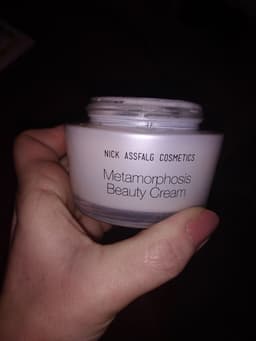 NICK ASSFALG COSMETICS
Metamorphosis
Beauty Cream